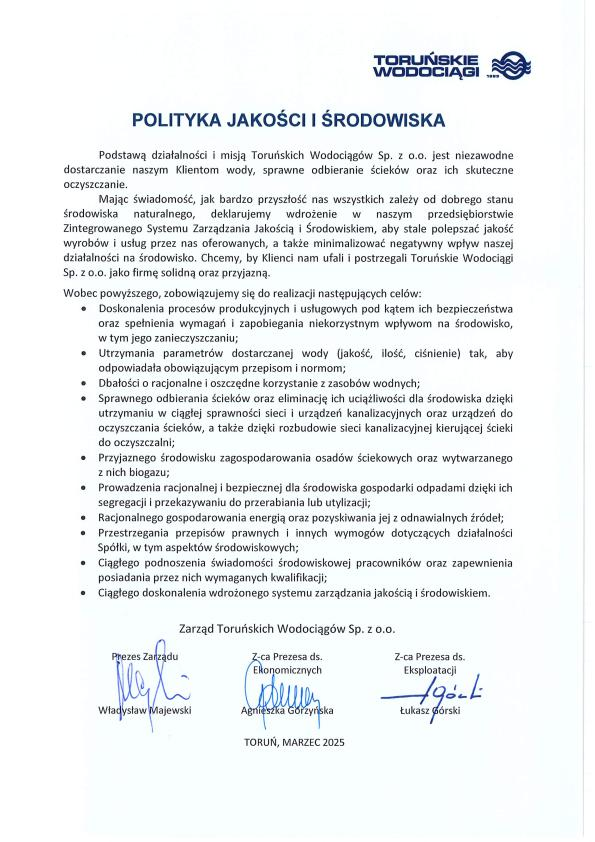 TORUŃSKIE
WODOCIĄGI
1893
POLITYKA JAKOŚCI I ŚRODOWISKA
Podstawą działalności i misją Toruńskich Wodociągów Sp. z o.o. jest niezawodne
dostarczanie naszym Klientom wody, sprawne odbieranie ścieków oraz ich skuteczne
oczyszczanie.
Mając świadomość, jak bardzo przyszłość nas wszystkich zależy od dobrego stanu
środowiska naturalnego, deklarujemy wdrożenie w naszym przedsiębiorstwie
Zintegrowanego Systemu Zarządzania Jakością i Środowiskiem, aby stale polepszać jakość
wyrobów i usług przez nas oferowanych, a także minimalizować negatywny wpływ naszej
działalności na środowisko. Chcemy, by Klienci nam ufali i postrzegali Toruńskie Wodociągi
Sp. z o.o. jako firmę solidną oraz przyjazną.
Wobec powyższego, zobowiązujemy się do realizacji następujących celów:
• Doskonalenia procesów produkcyjnych i usługowych pod kątem ich bezpieczeństwa
oraz spełnienia wymagań i zapobiegania niekorzystnym wpływom na środowisko,
w tym jego zanieczyszczaniu;
• Utrzymania parametrów dostarczanej wody (jakość, ilość, ciśnienie) tak, aby
odpowiadała obowiązującym przepisom i normom;
• Dbałości o racjonalne i oszczędne korzystanie z zasobów wodnych;
• Sprawnego odbierania ścieków oraz eliminację ich uciążliwości dla środowiska dzięki
utrzymaniu w ciągłej sprawności sieci i urządzeń kanalizacyjnych oraz urządzeń do
oczyszczania ścieków, a także dzięki rozbudowie sieci kanalizacyjnej kierującej ścieki
do oczyszczalni;
• Przyjaznego środowisku zagospodarowania osadów ściekowych oraz wytwarzanego
z nich biogazu;
• Prowadzenia racjonalnej i bezpiecznej dla środowiska gospodarki odpadami dzięki ich
segregacji i przekazywaniu do przerabiania lub utylizacji;
• Racjonalnego gospodarowania energią oraz pozyskiwania jej z odnawialnych źródeł;
• Przestrzegania przepisów prawnych i innych wymogów dotyczących działalności
Spółki, w tym aspektów środowiskowych;
• Ciągłego podnoszenia świadomości środowiskowej pracowników oraz zapewnienia
posiadania przez nich wymaganych kwalifikacji;
• Ciągłego doskonalenia wdrożonego systemu zarządzania jakością i środowiskiem.
Zarząd Toruńskich Wodociągów Sp. z o.o.
Prezes Zarządu Z-ca Prezesa ds. Z-ca Prezesa ds.
Ekonomicznych Eksploatacji
Władysław Majewski Agnieszka Górzyńska Łukasz Górski
TORUŃ, MARZEC 2025